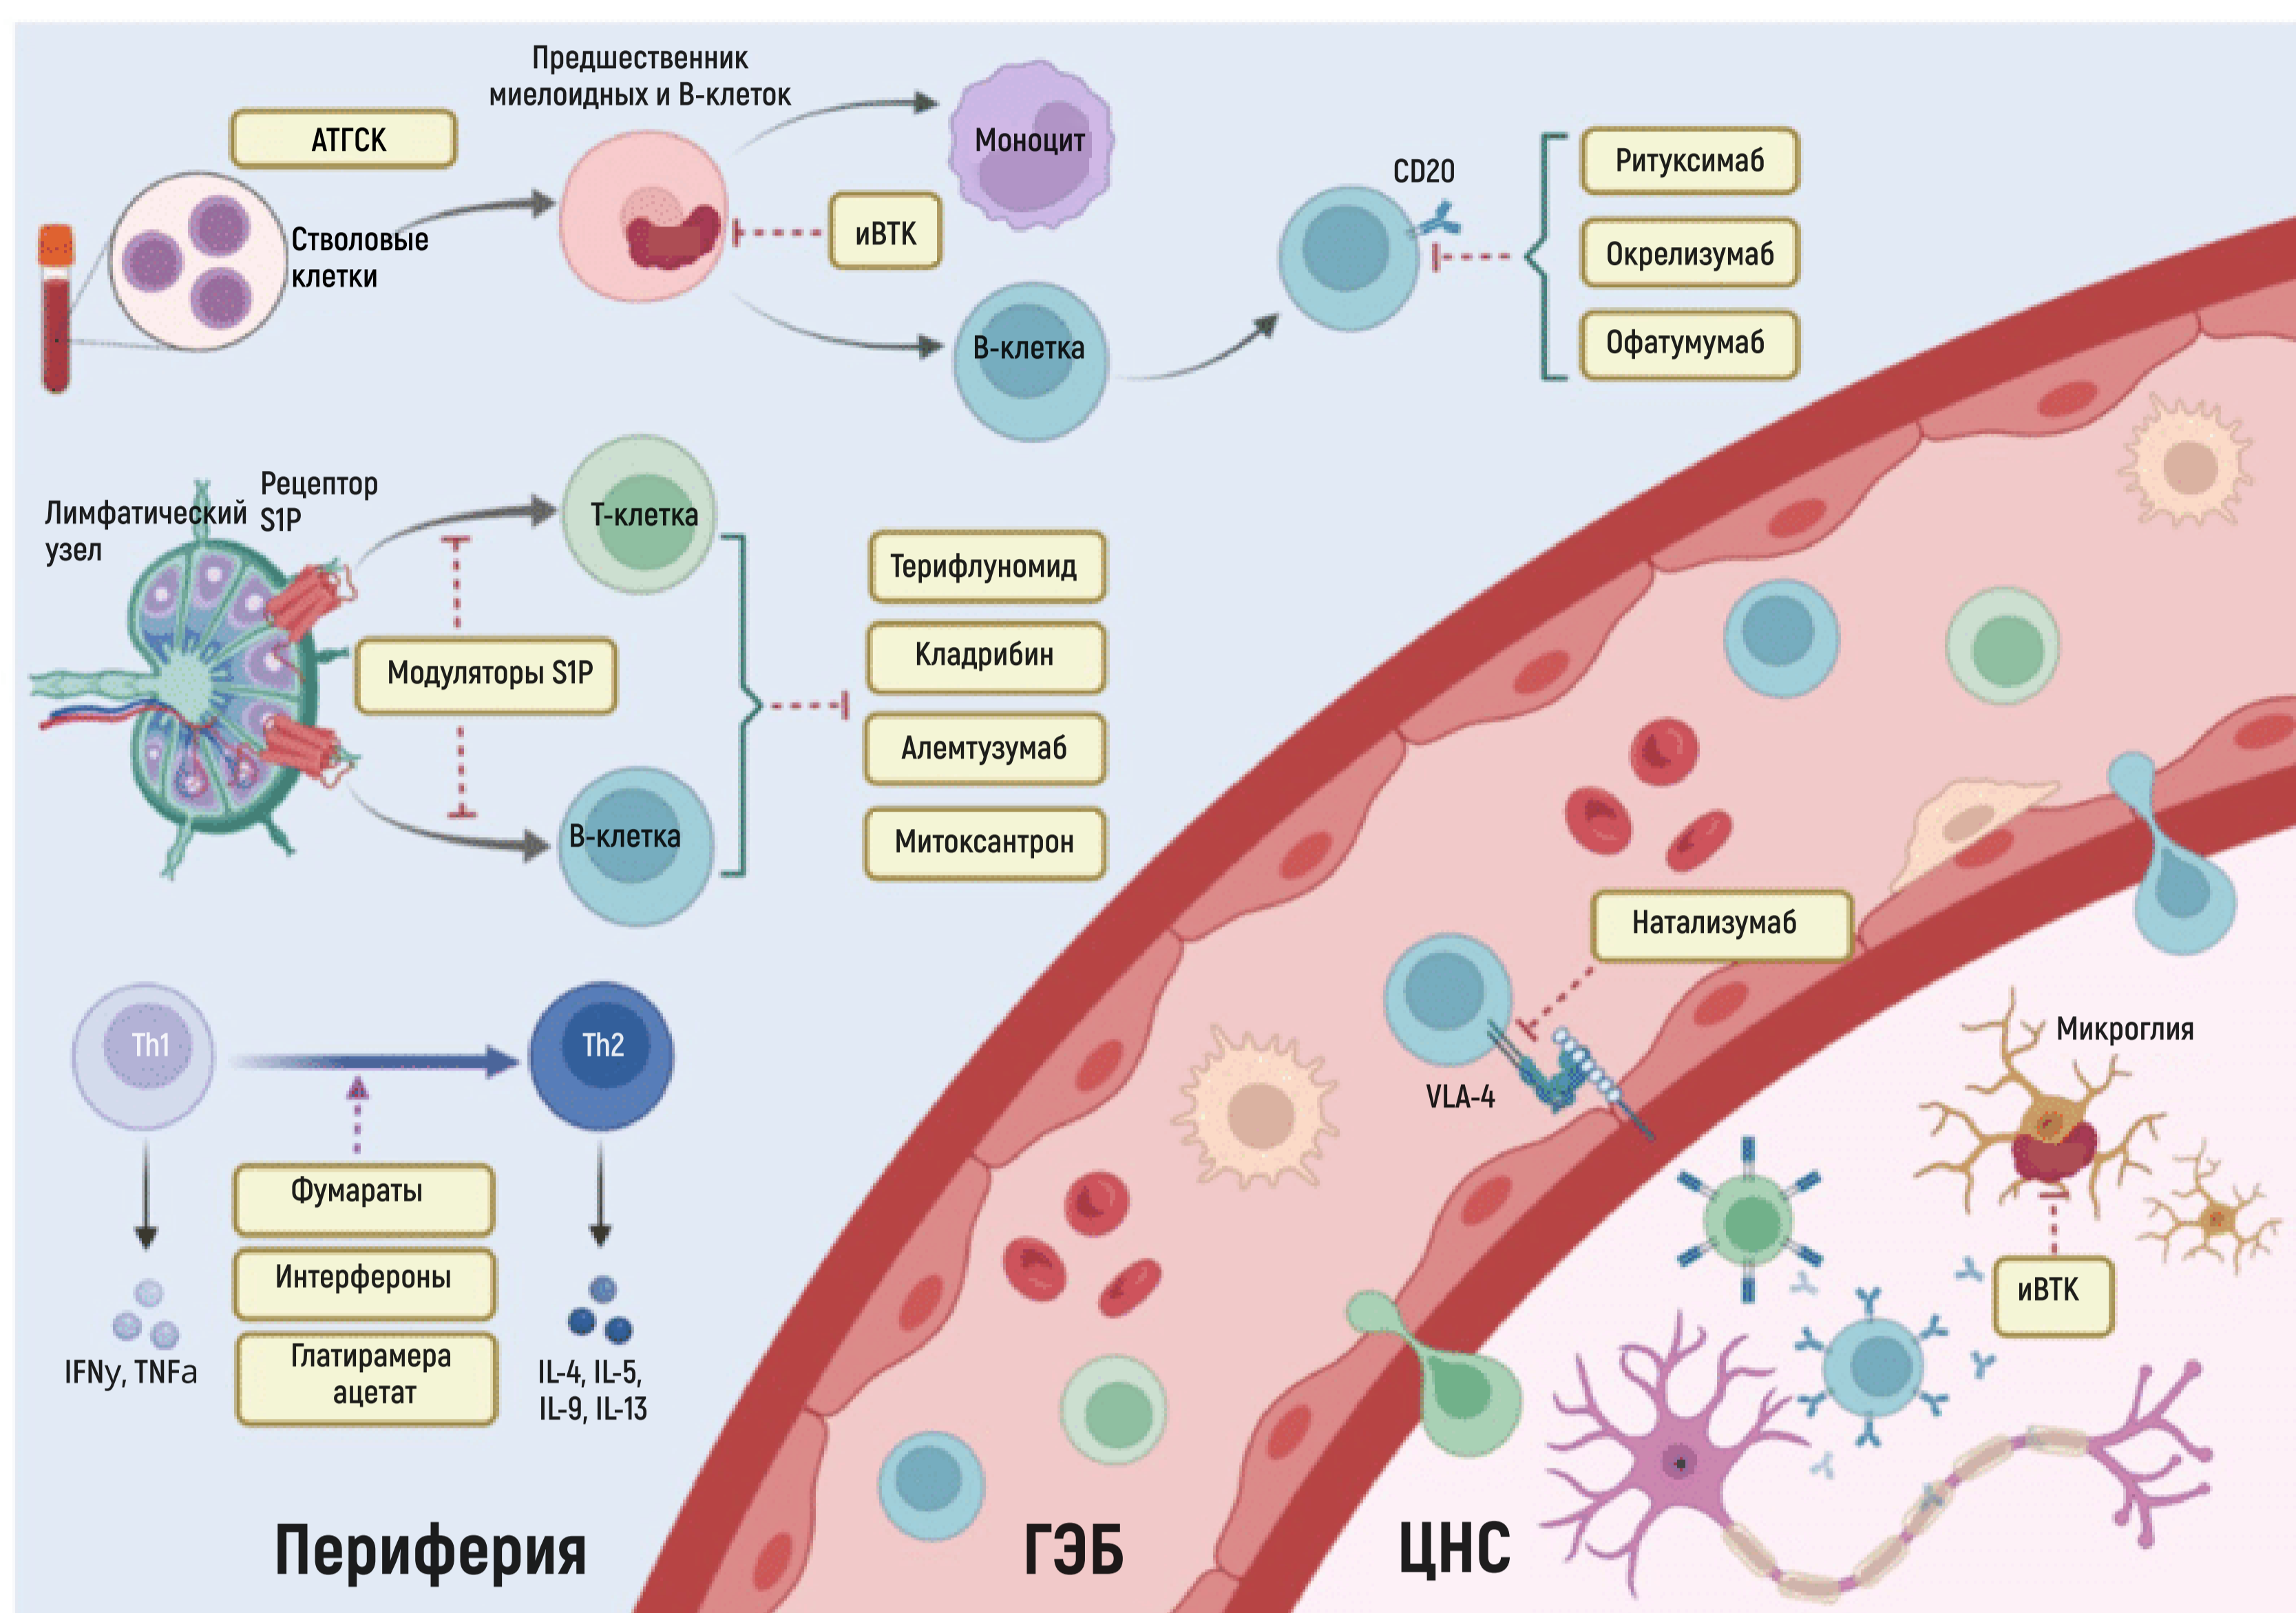 Предшественник
миелоидных и В-клеток
АТГСК
Моноцит
Стволовые
клетки
иВТК
В-клетка
CD20
Ритуксимаб
Окрелизумаб
Офатумумаб
Лимфатический
узел
Рецептор
S1P
Т-клетка
Модуляторы S1P
В-клетка
Терифлуномид
Кладрибин
Алемтузумаб
Митоксантрон
Th1
Th2
Фумараты
Интерфероны
Глатирамера
ацетат
IFNy, TNFa
IL-4, IL-5,
IL-9, IL-13
Натализумаб
VLA-4
Микроглия
иВТК
Периферия
ГЭБ
ЦНС